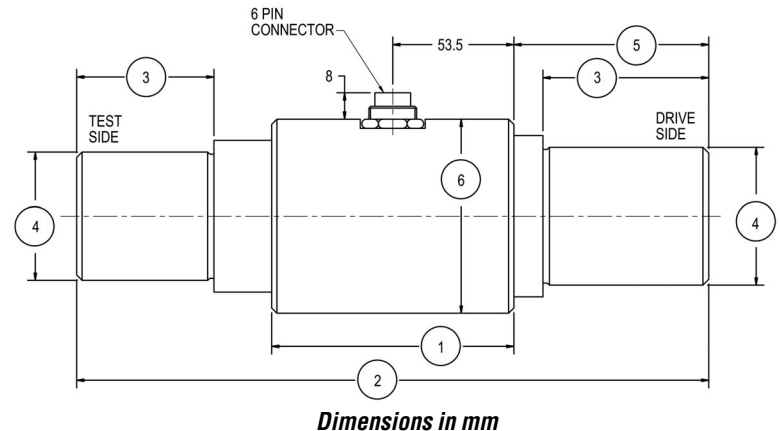 6 PIN
CONNECTOR
53.5
5
3
8
3
TEST
SIDE
DRIVE
SIDE
6
4
4
1
2
Dimensions in mm